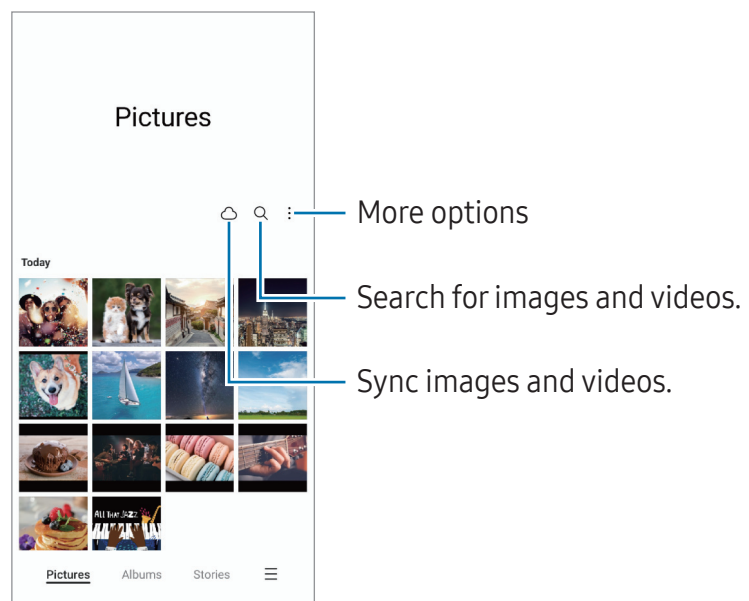 Pictures
More options
Today
Search for images and videos.
Sync images and videos.
ALL THAT JAZZ
Pictures Albums Stories